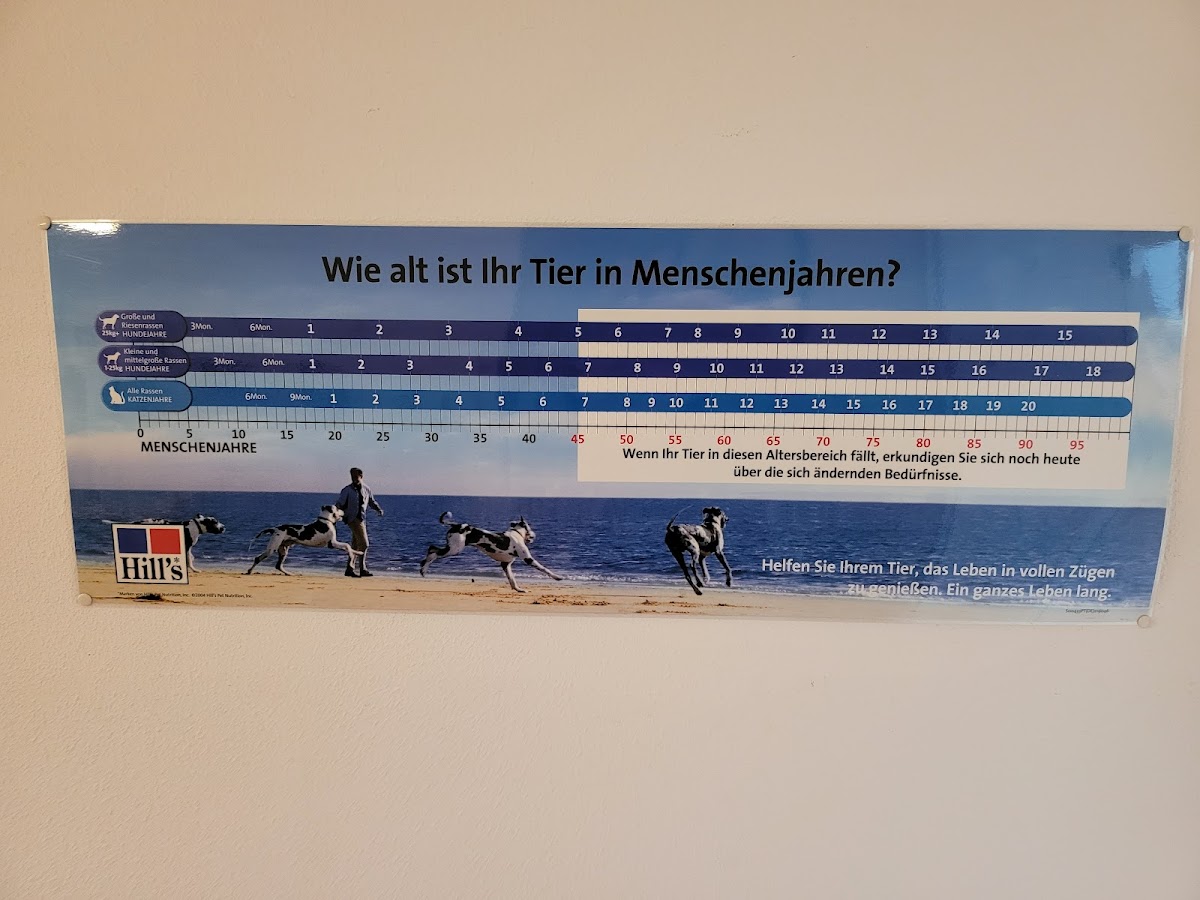 Wie alt ist Ihr Tier in Menschenjahren?
Große und
Riesenrassen
25kg+ HUNDEJAHRE
3Mon. 6Mon. 1 2 3 4 5 6 7 8 9 10 11 12 13 14 15
Kleine und
mittelgroße Rassen
1-25kg HUNDEJAHRE
3Mon. 6Mon. 1 2 3 4 5 6 7 8 9 10 11 12 13 14 15 16 17 18
Alle Rassen
KATZENJAHRE
6Mon. 9Mon. 1 2 3 4 5 6 7 8 9 10 11 12 13 14 15 16 17 18 19 20
0 5 10 15 20 25 30 35 40 45 50 55 60 65 70 75 80 85 90 95
MENSCHENJAHRE
Wenn Ihr Tier in diesen Altersbereich fällt, erkundigen Sie sich noch heute
über die sich ändernden Bedürfnisse.
Hill's
Helfen Sie Ihrem Tier, das Leben in vollen Zügen
zu genießen. Ein ganzes Leben lang.